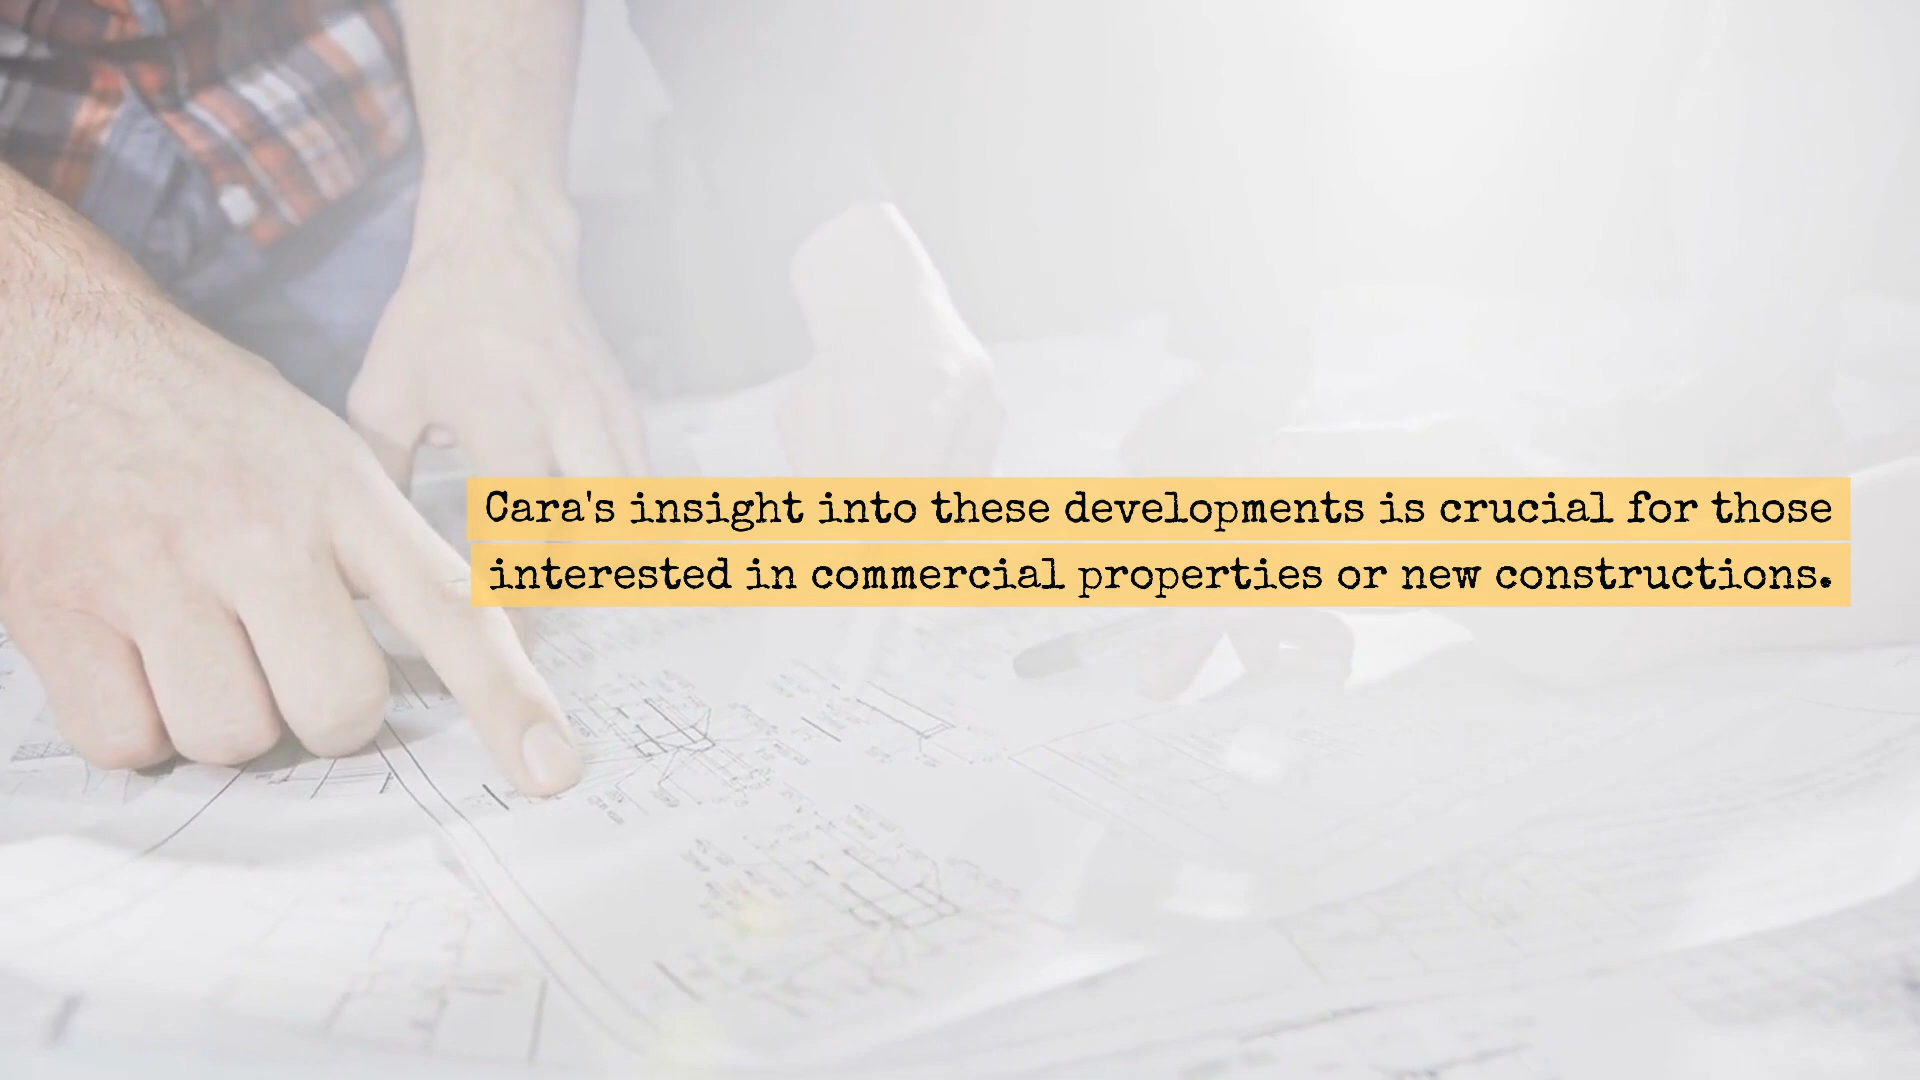 Cara's insight into these developments is crucial for those
interested in commercial properties or new constructions.